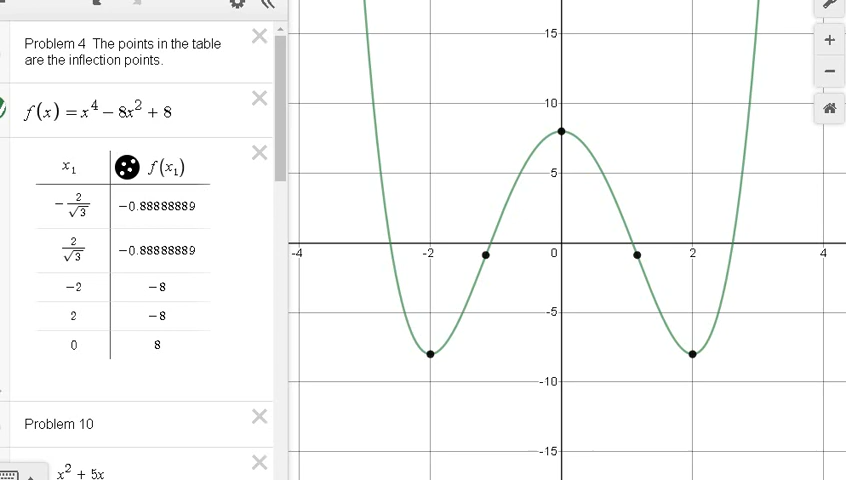 Problem 4 The points in the table
are the inflection points.
f(x) = x⁴ − 8x² + 8
x₁ f(x₁)
−2/√3 −0.88888889
2/√3 −0.88888889
−2 −8
2 −8
0 8
Problem 10
x² + 5x
15
10
5
-4 -2 0 2 4
-5
-10
-15